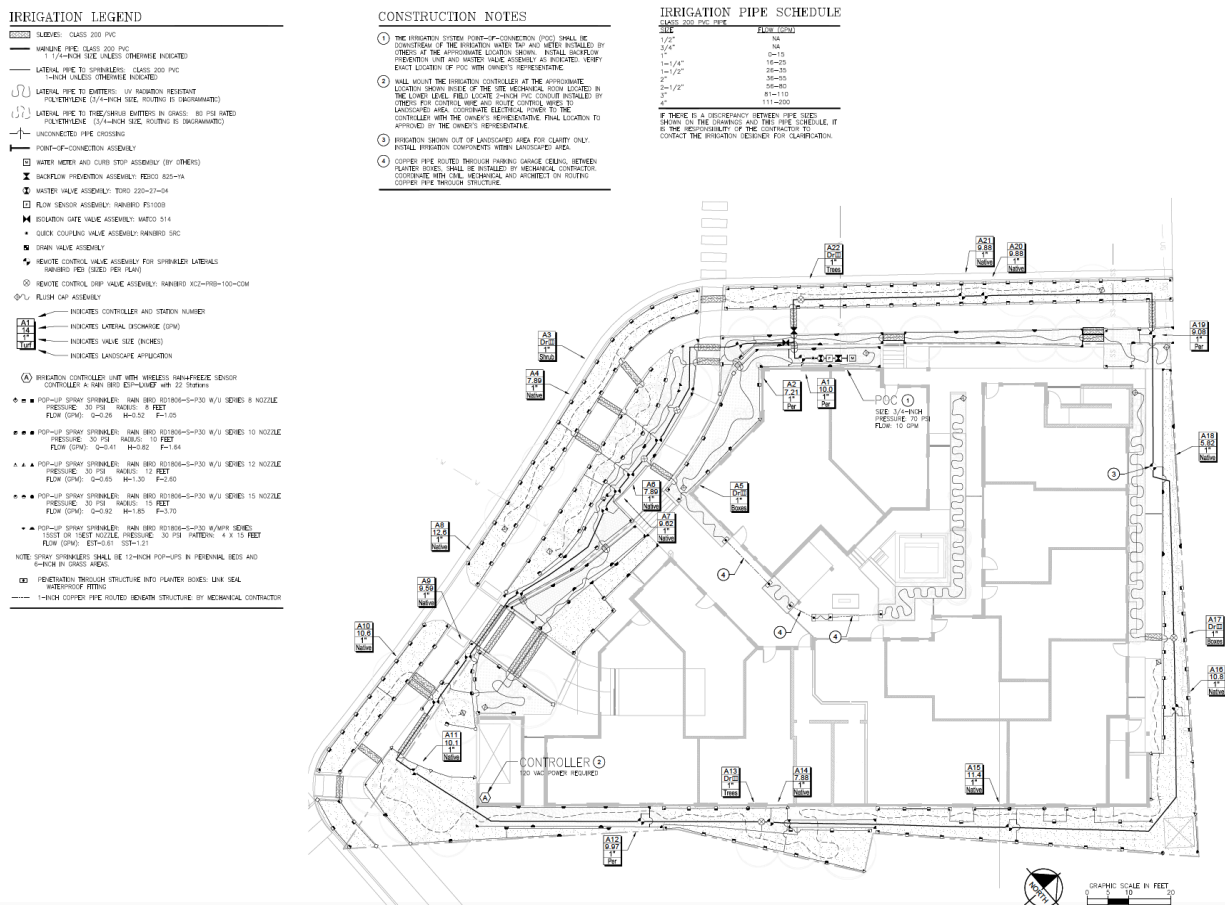 IRRIGATION LEGEND
SLEEVES: CLASS 200 PVC
MAINLINE PIPE: CLASS 200 PVC
1 1/4-INCH SIZE UNLESS OTHERWISE INDICATED)
LATERAL PIPE TO SPRINKLERS: CLASS 200 PVC
1-INCH UNLESS OTHERWISE INDICATED)
LATERAL PIPE TO EMITTERS: UV RADIATION RESISTANT
POLYETHYLENE (3/4-INCH SIZE, ROUTING IS DIAGRAMMATIC)
LATERAL PIPE TO TREE/SHRUB EMITTERS IN GRASS: 80 PSI RATED
POLYETHYLENE (3/4-INCH SIZE, ROUTING IS DIAGRAMMATIC)
UNCONNECTED PIPE CROSSING
POINT-OF-CONNECTION ASSEMBLY
M WATER METER AND CURB STOP ASSEMBLY (BY OTHERS)
BACKFLOW PREVENTION ASSEMBLY: FEBCO 825-YA
MASTER VALVE ASSEMBLY: TORO 220-27-04
F FLOW SENSOR ASSEMBLY: RAINBIRD FS100B
ISOLATION GATE VALVE ASSEMBLY: MATCO 514
QUICK COUPLING VALVE ASSEMBLY: RAINBIRD 5RC
DRAIN VALVE ASSEMBLY
REMOTE CONTROL VALVE ASSEMBLY FOR SPRINKLER LATERALS
RAINBIRD PEB (SIZED PER PLAN)
REMOTE CONTROL DRIP VALVE ASSEMBLY: RAINBIRD XCZ-PRB-100-COM
FLUSH CAP ASSEMBLY
A1
14
1"
Turf
INDICATES CONTROLLER AND STATION NUMBER
INDICATES LATERAL DISCHARGE (GPM)
INDICATES VALVE SIZE (INCHES)
INDICATES LANDSCAPE APPLICATION
A IRRIGATION CONTROLLER UNIT WITH WIRELESS RAIN+FREEZE SENSOR
CONTROLLER A: RAIN BIRD ESP-LXMEF with 22 Stations
POP-UP SPRAY SPRINKLER: RAIN BIRD RD1806-S-P30 W/U SERIES 8 NOZZLE
PRESSURE: 30 PSI RADIUS: 8 FEET
FLOW (GPM): Q-0.26 H-0.52 F-1.05
POP-UP SPRAY SPRINKLER: RAIN BIRD RD1806-S-P30 W/U SERIES 10 NOZZLE
PRESSURE: 30 PSI RADIUS: 10 FEET
FLOW (GPM): Q-0.41 H-0.82 F-1.64
POP-UP SPRAY SPRINKLER: RAIN BIRD RD1806-S-P30 W/U SERIES 12 NOZZLE
PRESSURE: 30 PSI RADIUS: 12 FEET
FLOW (GPM): Q-0.65 H-1.30 F-2.60
POP-UP SPRAY SPRINKLER: RAIN BIRD RD1806-S-P30 W/U SERIES 15 NOZZLE
PRESSURE: 30 PSI RADIUS: 15 FEET
FLOW (GPM): Q-0.92 H-1.85 F-3.70
POP-UP SPRAY SPRINKLER: RAIN BIRD RD1806-S-P30 W/MPR SERIES
15SST OR 15EST NOZZLE, PRESSURE: 30 PSI PATTERN: 4 X 15 FEET
FLOW (GPM): EST-0.61 SST-1.21
NOTE: SPRAY SPRINKLERS SHALL BE 12-INCH POP-UPS IN PERENNIAL BEDS AND
6-INCH IN GRASS AREAS.
PENETRATION THROUGH STRUCTURE INTO PLANTER BOXES: LINK SEAL
WATERPROOF FITTING
1-INCH COPPER PIPE ROUTED BENEATH STRUCTURE: BY MECHANICAL CONTRACTOR
CONSTRUCTION NOTES
1 THE IRRIGATION SYSTEM POINT-OF-CONNECTION (POC) SHALL BE
DOWNSTREAM OF THE IRRIGATION WATER TAP AND METER INSTALLED BY
OTHERS AT THE APPROXIMATE LOCATION SHOWN. INSTALL BACKFLOW
PREVENTION UNIT AND MASTER VALVE ASSEMBLY AS INDICATED. VERIFY
EXACT LOCATION OF POC WITH OWNER'S REPRESENTATIVE.
2 WALL MOUNT THE IRRIGATION CONTROLLER AT THE APPROXIMATE
LOCATION SHOWN INSIDE OF THE SITE MECHANICAL ROOM LOCATED IN
THE LOWER LEVEL. FIELD LOCATE 2-INCH PVC CONDUIT INSTALLED BY
OTHERS FOR CONTROL WIRE AND ROUTE CONTROL WIRES TO
LANDSCAPED AREA. COORDINATE ELECTRICAL POWER TO THE
CONTROLLER WITH THE OWNER'S REPRESENTATIVE. FINAL LOCATION TO
APPROVED BY THE OWNER'S REPRESENTATIVE.
3 IRRIGATION SHOWN OUT OF LANDSCAPED AREA FOR CLARITY ONLY.
INSTALL IRRIGATION COMPONENTS WITHIN LANDSCAPED AREA.
4 COPPER PIPE ROUTED THROUGH PARKING GARAGE CEILING, BETWEEN
PLANTER BOXES, SHALL BE INSTALLED BY MECHANICAL CONTRACTOR.
COORDINATE WITH CIVIL, MECHANICAL AND ARCHITECT ON ROUTING
COPPER PIPE THROUGH STRUCTURE.
IRRIGATION PIPE SCHEDULE
CLASS 200 PVC PIPE
SIZE FLOW (GPM)
1/2" NA
3/4" NA
1" 0-15
1-1/4" 16-25
1-1/2" 26-35
2" 36-55
2-1/2" 56-80
3" 81-110
4" 111-200
IF THERE IS A DISCREPANCY BETWEEN PIPE SIZES
SHOWN ON THE DRAWINGS AND THIS PIPE SCHEDULE, IT
IS THE RESPONSIBILITY OF THE CONTRACTOR TO
CONTACT THE IRRIGATION DESIGNER FOR CLARIFICATION.
A22
Drip
1"
Trees
A21
9.88
1"
Native
A20
9.88
1"
Native
A19
9.08
1"
Per
A3
Drip
1"
Shrub
A4
7.89
1"
Native
A2
7.21
1"
Per
A1
10.0
1"
Per
POC 1
SIZE: 3/4-INCH
PRESSURE: 70 PSI
FLOW: 10 GPM
A18
5.82
1"
Native
3
A6
7.89
1"
Native
A5
Drip
1"
Boxes
A7
9.62
1"
Native
A8
12.6
1"
Native
4
A9
9.59
1"
Native
4
4
A10
10.6
1"
Native
A17
Drip
1"
Boxes
A16
10.8
1"
Native
A11
10.1
1"
Native
CONTROLLER 2
120 VAC POWER REQUIRED
A
A13
Drip
1"
Trees
A14
7.88
1"
Native
A15
11.4
1"
Native
A12
9.97
1"
Per
NORTH
GRAPHIC SCALE IN FEET
0 5 10 20